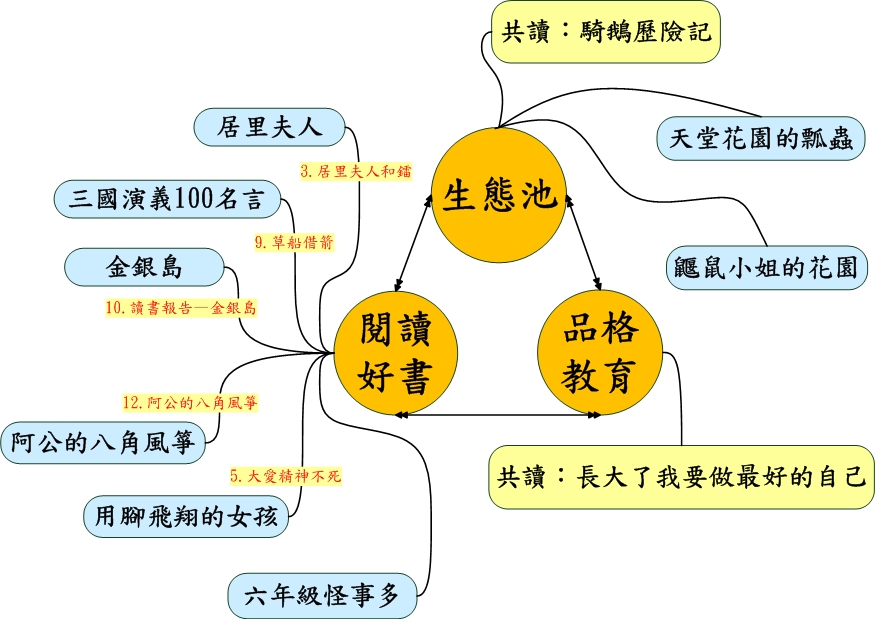 共讀：騎鵝歷險記
居里夫人
天堂花園的瓢蟲
3.居里夫人和鐳
生態池
三國演義100名言
9.草船借箭
金銀島
鼴鼠小姐的花園
10.讀書報告—金銀島
閱讀
好書
品格
教育
12.阿公的八角風箏
阿公的八角風箏
5.大愛精神不死
共讀：長大了我要做最好的自己
用腳飛翔的女孩
六年級怪事多